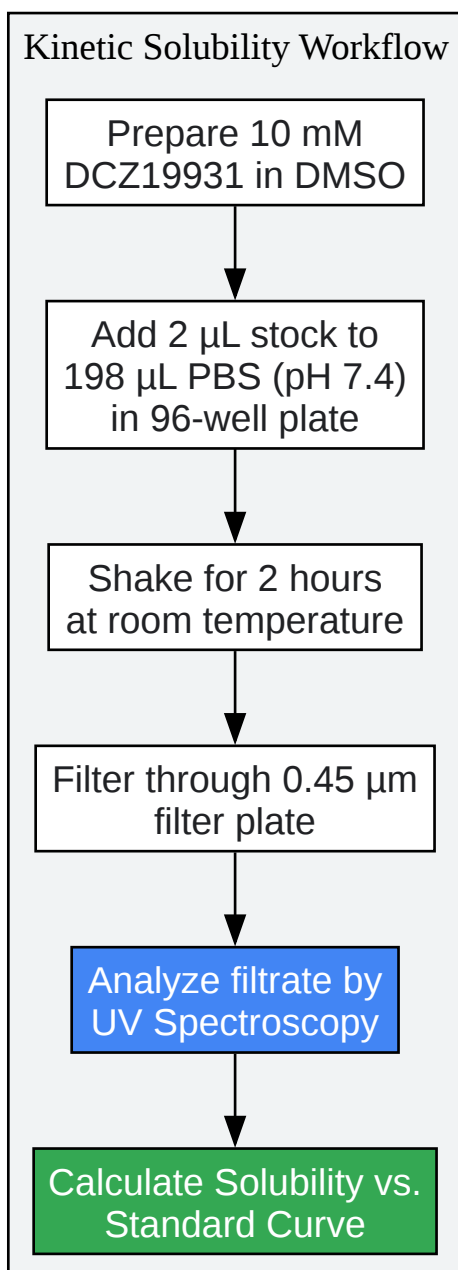 Kinetic Solubility Workflow
Prepare 10 mM
DCZ19931 in DMSO
Add 2 µL stock to
198 µL PBS (pH 7.4)
in 96-well plate
Shake for 2 hours
at room temperature
Filter through 0.45 µm
filter plate
Analyze filtrate by
UV Spectroscopy
Calculate Solubility vs.
Standard Curve